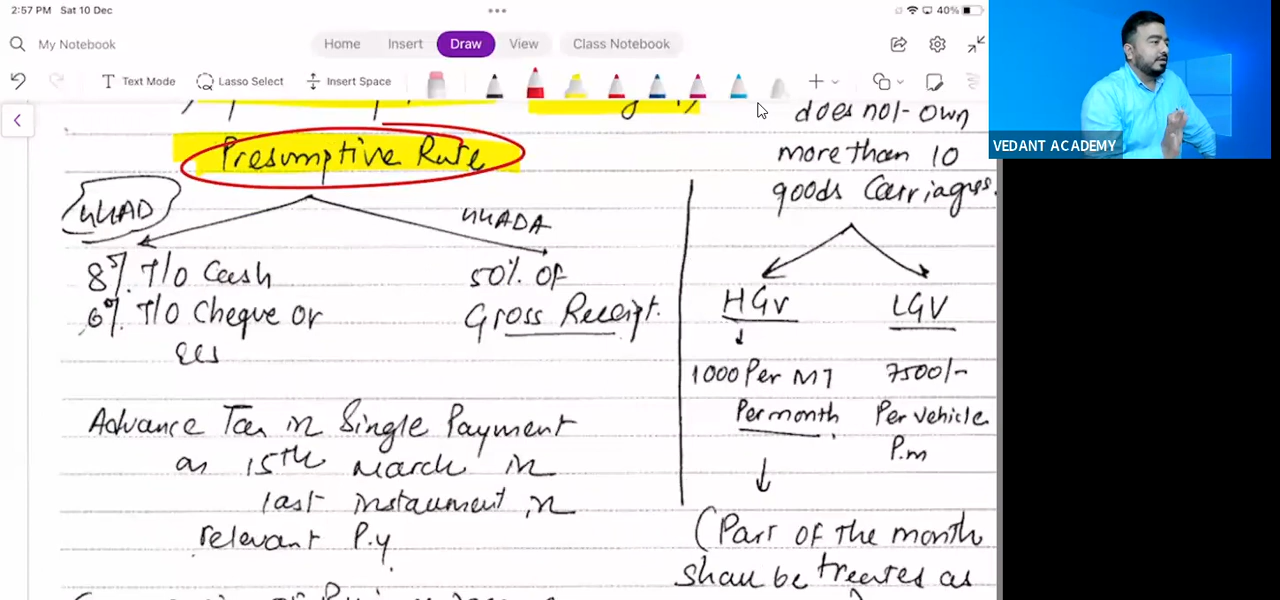 2:57 PM Sat 10 Dec
40%
My Notebook
Home Insert Draw View Class Notebook
Text Mode Lasso Select Insert Space
VEDANT ACADEMY
Presumptive Rate
44AD
8% T/O Cash
6% T/O Cheque or
ECS
44ADA
50% OF
Gross Receipt.
Advance Tax in Single Payment
on 15th March in
last instaument in
relevant P.y
does not-own
more than 10
goods Carriages.
HGV
1000 Per MT
Per month
LGV
7500/-
Per vehicle
P.m
(Part of the month
shall be treated as